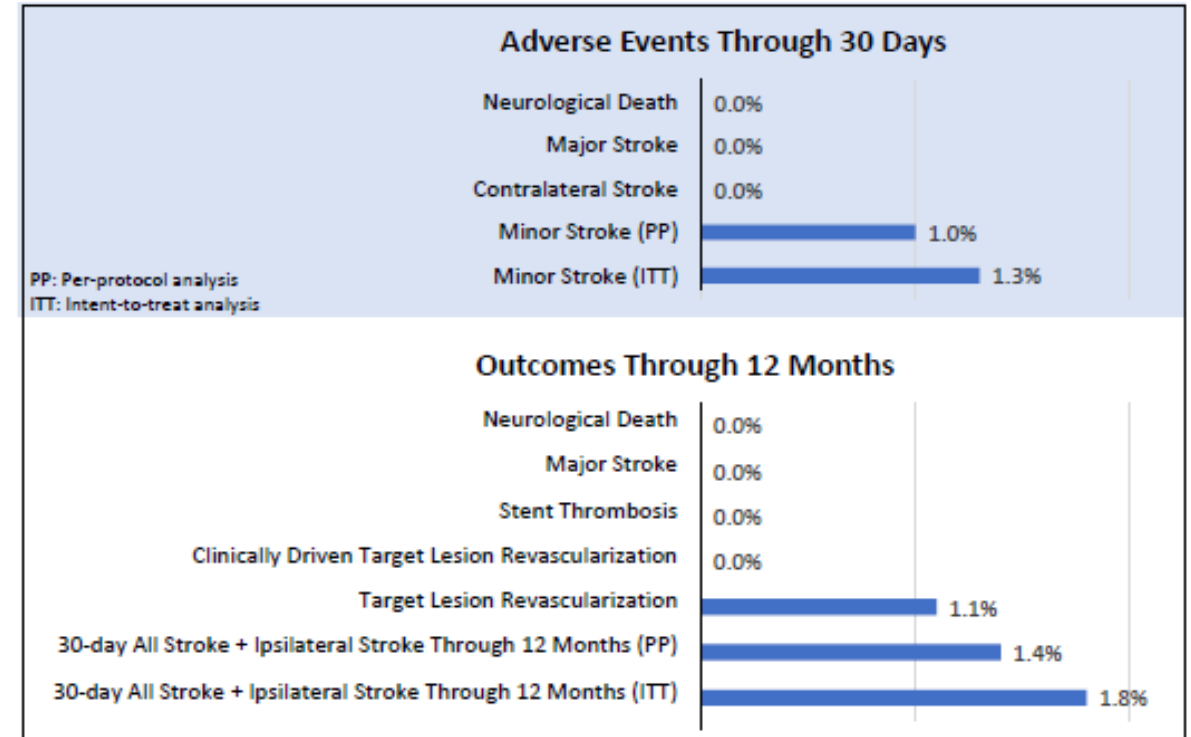 Adverse Events Through 30 Days
Neurological Death 0.0%
Major Stroke 0.0%
Contralateral Stroke 0.0%
Minor Stroke (PP) 1.0%
Minor Stroke (ITT) 1.3%
PP: Per-protocol analysis
ITT: Intent-to-treat analysis
Outcomes Through 12 Months
Neurological Death 0.0%
Major Stroke 0.0%
Stent Thrombosis 0.0%
Clinically Driven Target Lesion Revascularization 0.0%
Target Lesion Revascularization 1.1%
30-day All Stroke + Ipsilateral Stroke Through 12 Months (PP) 1.4%
30-day All Stroke + Ipsilateral Stroke Through 12 Months (ITT) 1.8%